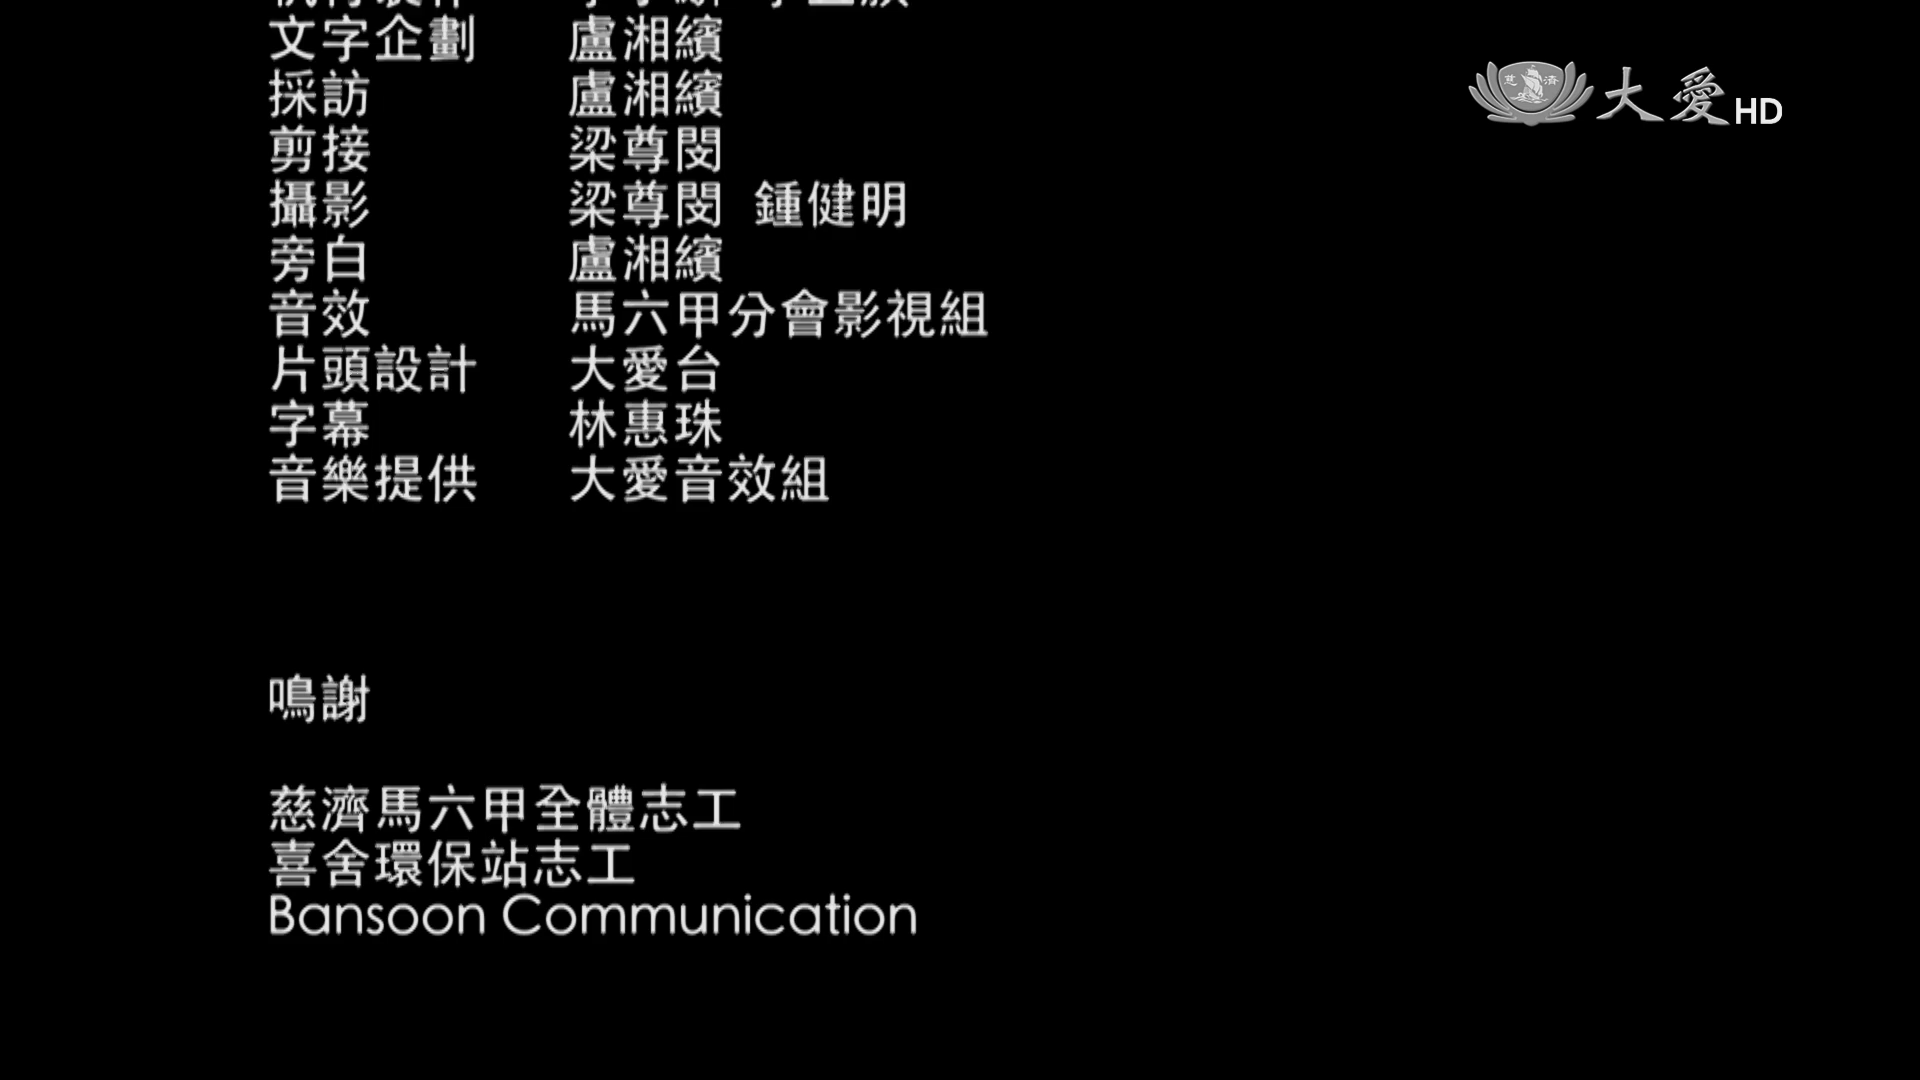 文字企劃 盧湘繽
採訪 盧湘繽
剪接 梁尊閔
攝影 梁尊閔 鍾健明
旁白 盧湘繽
音效 馬六甲分會影視組
片頭設計 大愛台
字幕 林惠珠
音樂提供 大愛音效組
鳴謝
慈濟馬六甲全體志工
喜舍環保站志工
Bansoon Communication
慈濟 大愛HD